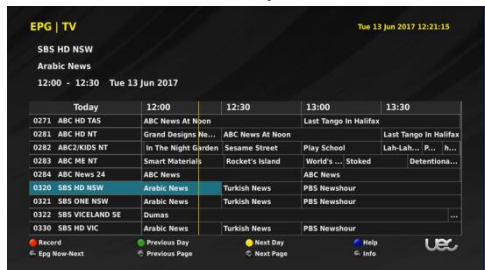 EPG | TV Tue 13 Jun 2017 12:21:15
SBS HD NSW
Arabic News
12:00 - 12:30 Tue 13 Jun 2017
Today 12:00 12:30 13:00 13:30
0271 ABC HD TAS ABC News At Noon Last Tango In Halifax
0281 ABC HD NT Grand Designs Ne... ABC News At Noon Last Tango In Halifax
0282 ABC2/KIDS NT In The Night Garden Sesame Street Play School Lah-Lah... P... h...
0283 ABC ME NT Smart Materials Rocket's Island World's ... Stoked Detentiona...
0284 ABC News 24 ABC News ABC News
0320 SBS HD NSW Arabic News Turkish News PBS Newshour
0321 SBS ONE NSW Arabic News Turkish News PBS Newshour
0322 SBS VICELAND SE Dumas ...
0330 SBS HD VIC Arabic News Turkish News PBS Newshour
Record Previous Day Next Day Help
Epg Now-Next Previous Page Next Page Info
UEC